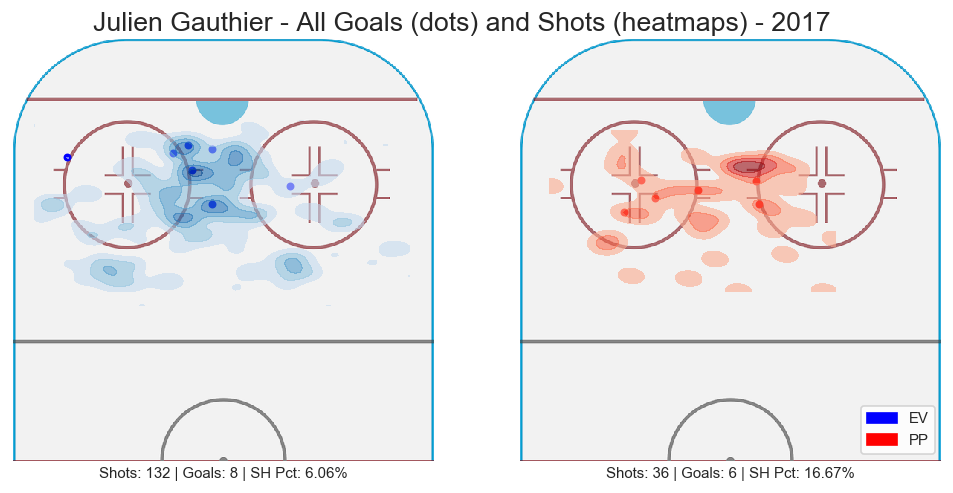 Julien Gauthier - All Goals (dots) and Shots (heatmaps) - 2017
EV
PP
Shots: 132 | Goals: 8 | SH Pct: 6.06%
Shots: 36 | Goals: 6 | SH Pct: 16.67%